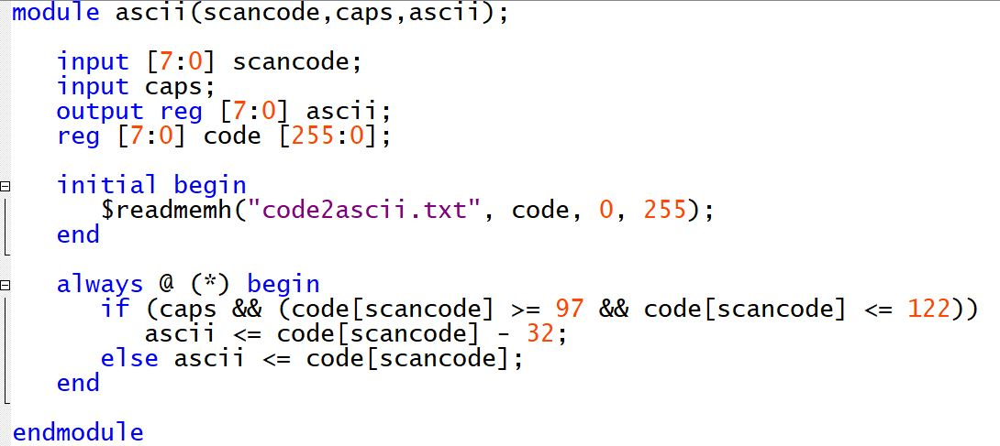 module ascii(scancode,caps,ascii);
input [7:0] scancode;
input caps;
output reg [7:0] ascii;
reg [7:0] code [255:0];
initial begin
$readmemh("code2ascii.txt", code, 0, 255);
end
always @ (*) begin
if (caps && (code[scancode] >= 97 && code[scancode] <= 122))
ascii <= code[scancode] - 32;
else ascii <= code[scancode];
end
endmodule